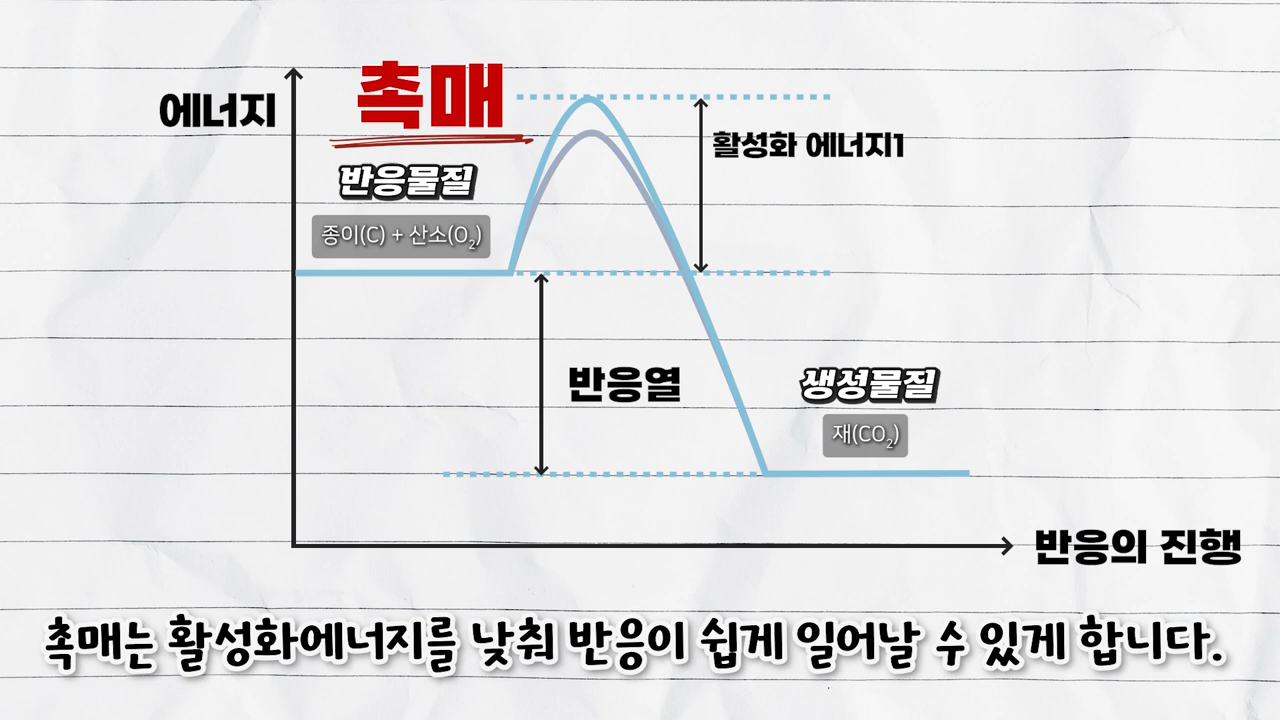 촉매
에너지
활성화 에너지1
반응물질
종이(C) + 산소(O₂)
반응열
생성물질
재(CO₂)
반응의 진행
촉매는 활성화에너지를 낮춰 반응이 쉽게 일어날 수 있게 합니다.